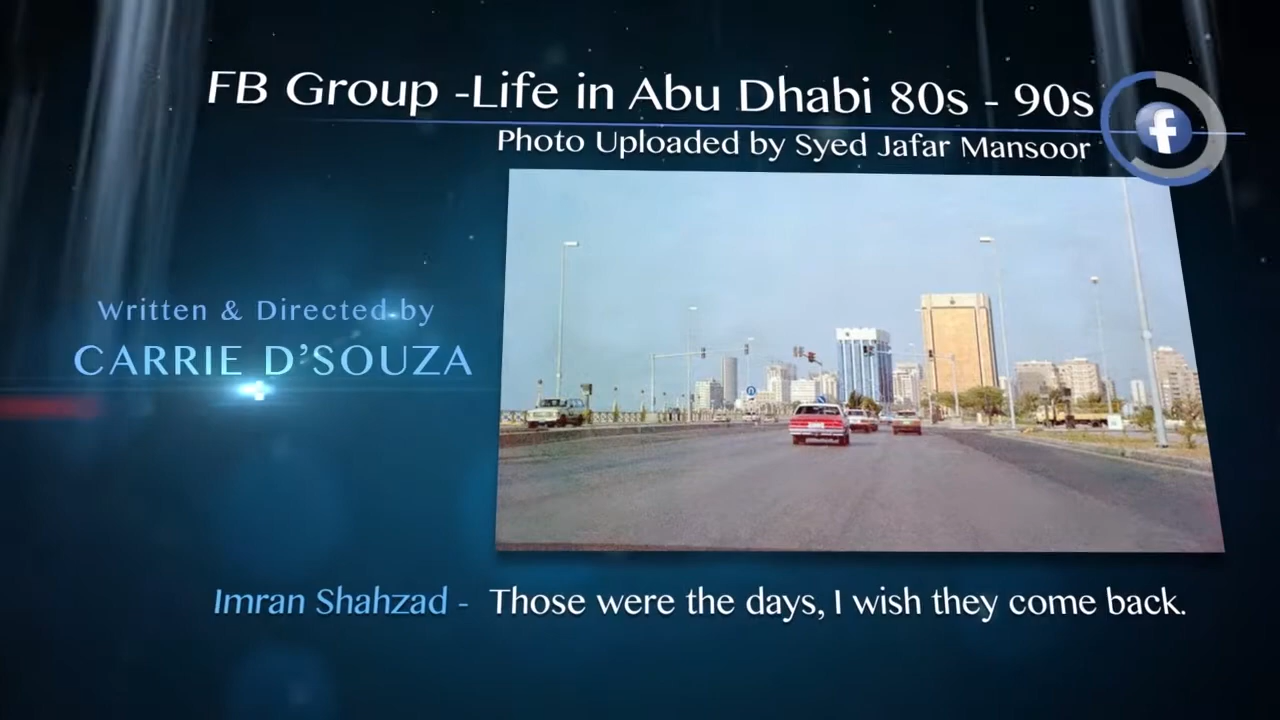 FB Group -Life in Abu Dhabi 80s - 90s
Photo Uploaded by Syed Jafar Mansoor
Written & Directed by
CARRIE D’SOUZA
Imran Shahzad - Those were the days, I wish they come back.